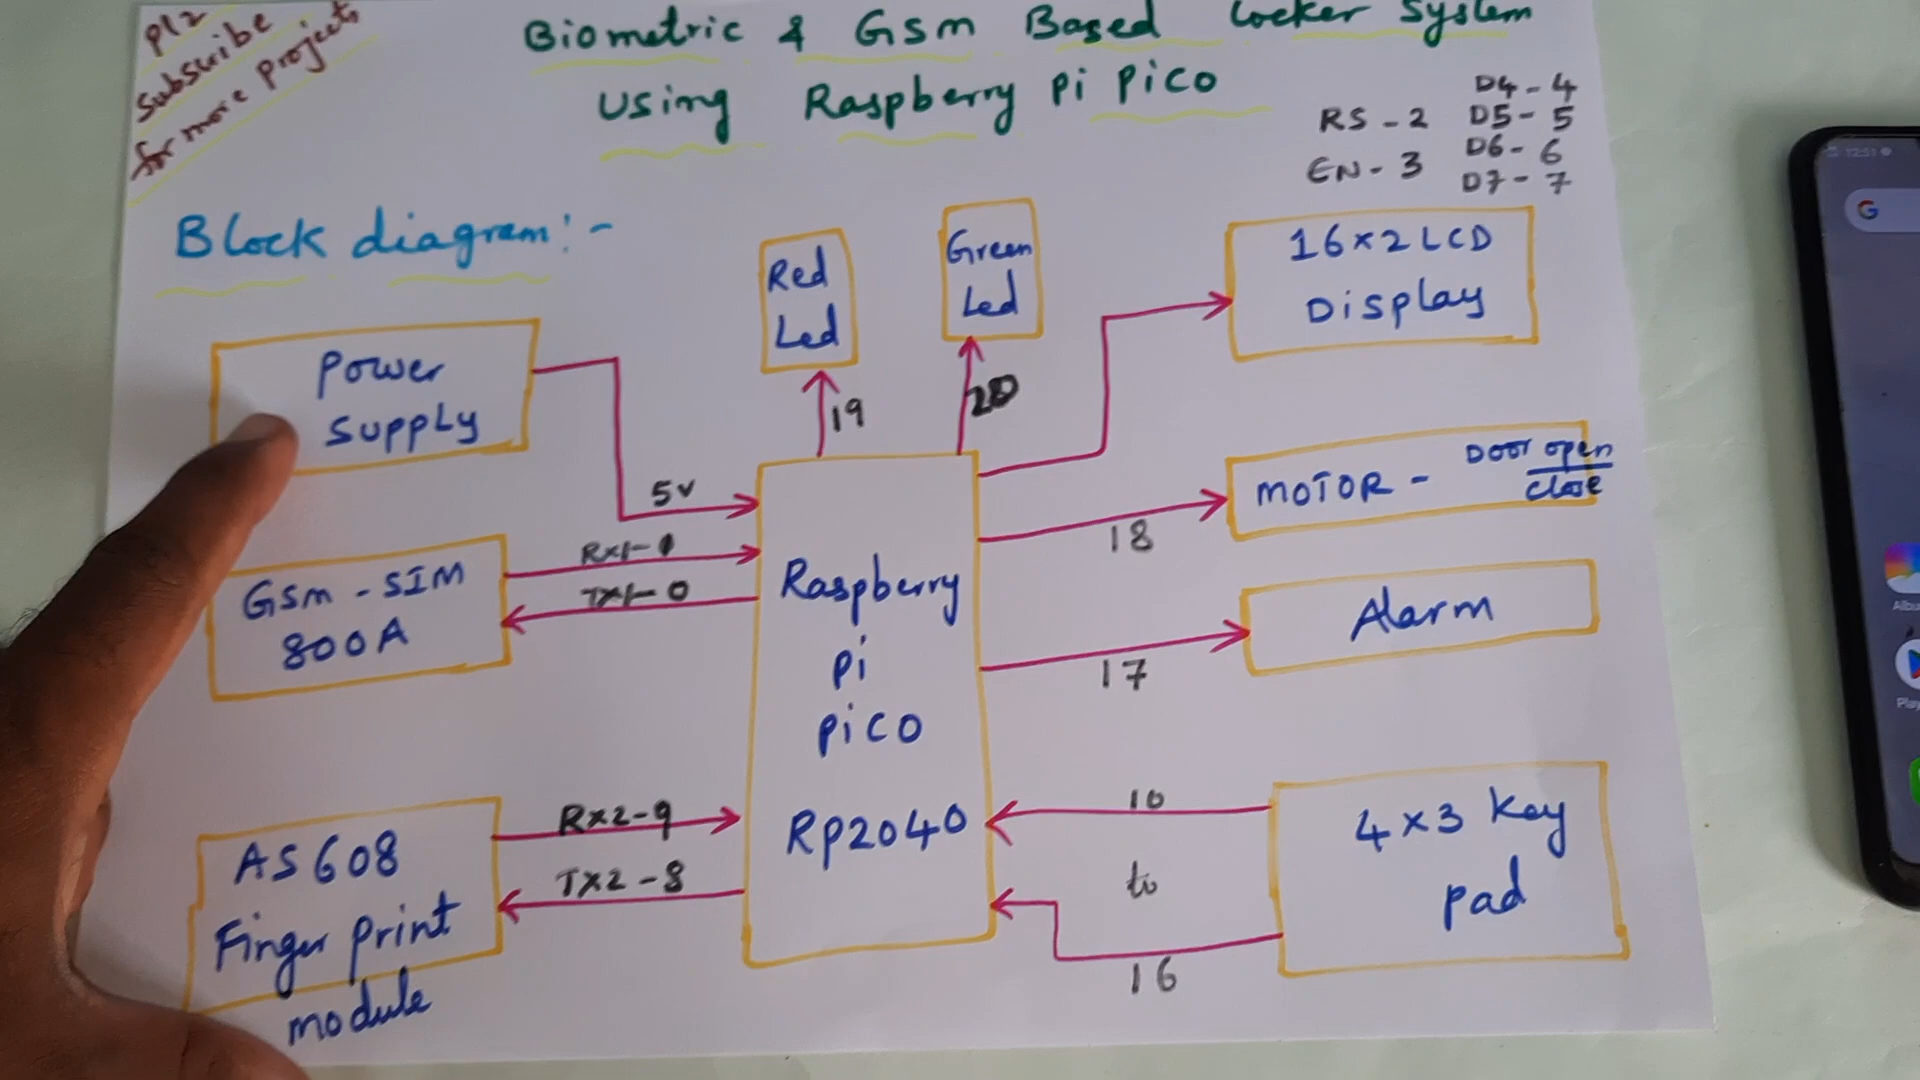 Plz
Subscribe
for more projects
Biometric & Gsm Based Locker System
Using Raspberry Pi Pico
RS - 2
EN - 3
D4 - 4
D5 - 5
D6 - 6
D7 - 7
Block diagram:-
Red
Led
Green
Led
16x2 LCD
Display
Power
Supply
19
20
5v
MOTOR - Door open
close
18
Gsm - SIM
800A
Rx1-1
TX1-0
Raspberry
Pi
Pico
RP2040
Alarm
17
AS608
Finger print
module
Rx2-9
TX2-8
10
to
16
4x3 key
pad
12:51
G